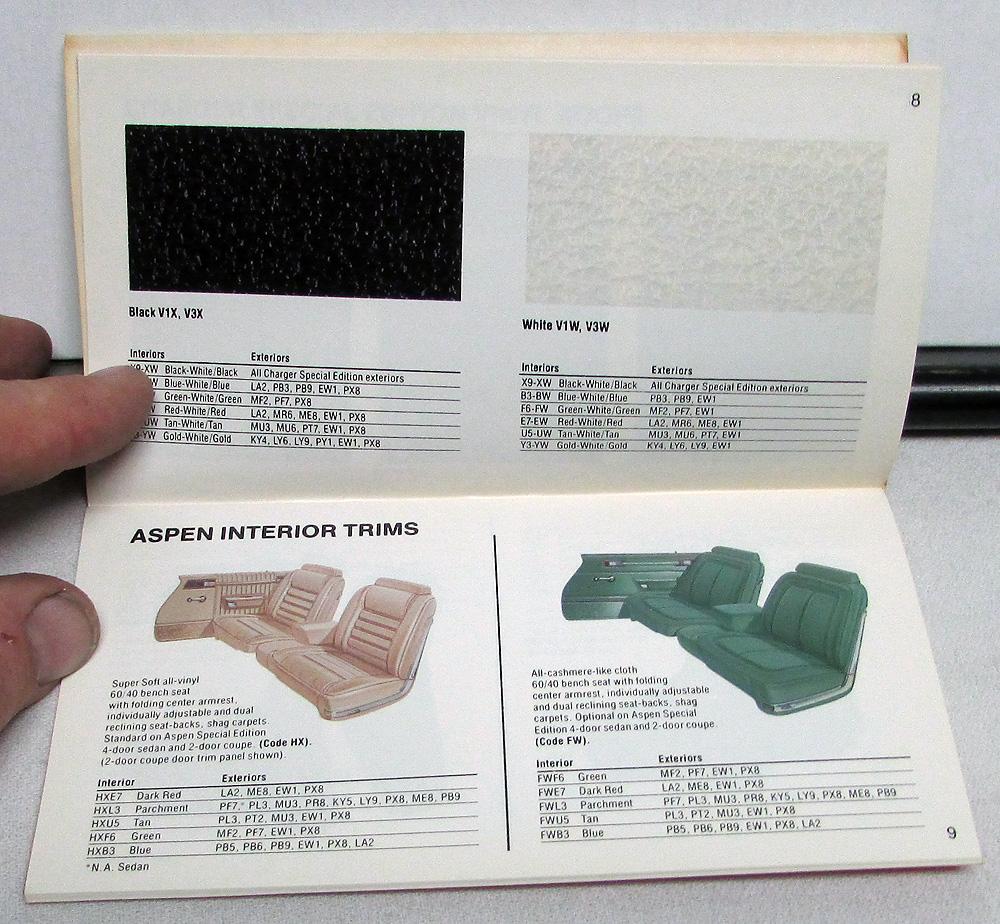 8
Black V1X, V3X
Interiors Exteriors
X9-XW Black-White/Black All Charger Special Edition exteriors
W Blue-White/Blue LA2, PB3, PB9, EW1, PX8
Green-White/Green MF2, PF7, PX8
W Red-White/Red LA2, MR6, ME8, EW1, PX8
UW Tan-White/Tan MU3, MU6, PT7, EW1, PX8
3-YW Gold-White/Gold KY4, LY6, LY9, PY1, EW1, PX8
White V1W, V3W
Interiors Exteriors
X9-XW Black-White/Black All Charger Special Edition exteriors
B3-BW Blue-White/Blue PB3, PB9, EW1
F6-FW Green-White/Green MF2, PF7, EW1
E7-EW Red-White/Red LA2, MR6, ME8, EW1
U5-UW Tan-White/Tan MU3, MU6, PT7, EW1
Y3-YW Gold-White/Gold KY4, LY6, LY9, EW1
ASPEN INTERIOR TRIMS
Super Soft all-vinyl
60/40 bench seat
with folding center armrest,
individually adjustable and dual
reclining seat-backs, shag carpets.
Standard on Aspen Special Edition
4-door sedan and 2-door coupe. (Code HX).
(2-door coupe door trim panel shown).
Interior Exteriors
HXE7 Dark Red LA2, ME8, EW1, PX8
HXL3 Parchment PF7,* PL3, MU3, PR8, KY5, LY9, PX8, ME8, PB9
HXU5 Tan PL3, PT2, MU3, EW1, PX8
HXF6 Green MF2, PF7, EW1, PX8
HXB3 Blue PB5, PB6, PB9, EW1, PX8, LA2
*N.A. Sedan
All-cashmere-like cloth
60/40 bench seat with folding
center armrest, individually adjustable
and dual reclining seat-backs, shag
carpets. Optional on Aspen Special
Edition 4-door sedan and 2-door coupe.
(Code FW).
Interior Exteriors
FWF6 Green MF2, PF7, EW1, PX8
FWE7 Dark Red LA2, ME8, EW1, PX8
FWL3 Parchment PF7, PL3, MU3, PR8, KY5, LY9, PX8, ME8, PB9
FWU5 Tan PL3, PT2, MU3, EW1, PX8
FWB3 Blue PB5, PB6, PB9, EW1, PX8, LA2
9